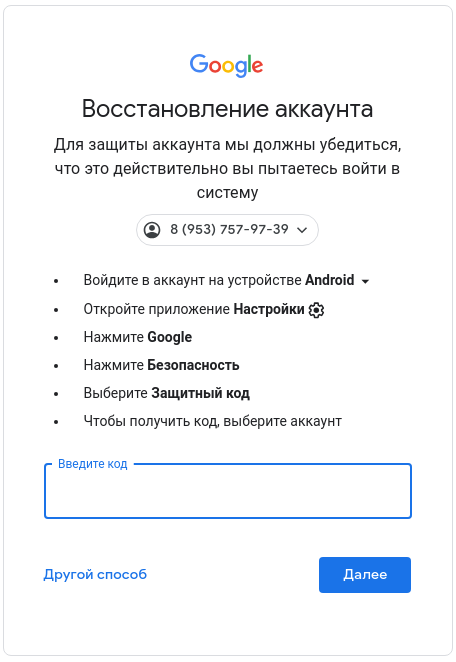 Google
Восстановление аккаунта
Для защиты аккаунта мы должны убедиться,
что это действительно вы пытаетесь войти в
систему
8 (953) 757-97-39
• Войдите в аккаунт на устройстве Android
• Откройте приложение Настройки
• Нажмите Google
• Нажмите Безопасность
• Выберите Защитный код
• Чтобы получить код, выберите аккаунт
Введите код
Другой способ Далее